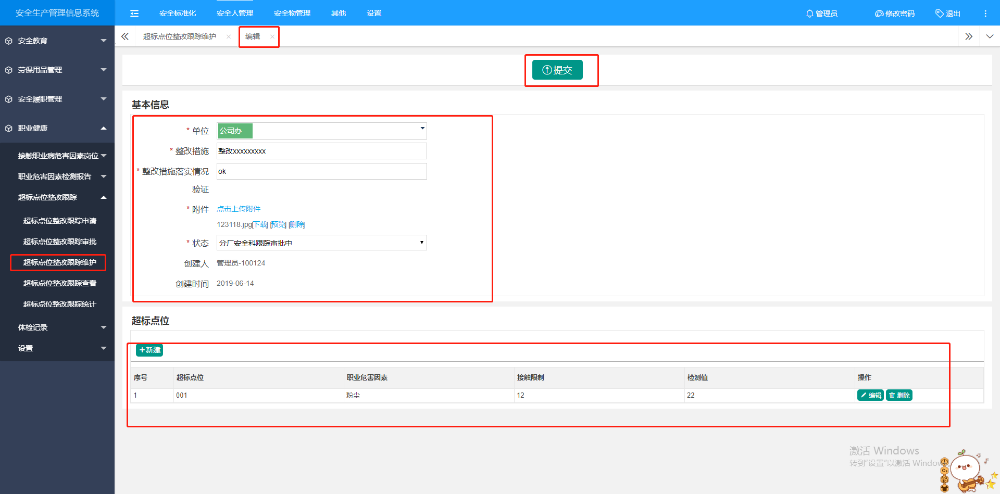 安全生产管理信息系统
安全标准化 安全人管理 安全物管理 其他 设置
管理员 修改密码 退出
超标点位整改跟踪维护 编辑
安全教育
劳保用品管理
安全履职管理
职业健康
接触职业病危害因素岗位...
职业危害因素检测报告
超标点位整改跟踪
超标点位整改跟踪申请
超标点位整改跟踪审批
超标点位整改跟踪维护
超标点位整改跟踪查看
超标点位整改跟踪统计
体检记录
设置
提交
基本信息
* 单位 公司办
* 整改措施 整改xxxxxxxxx
* 整改措施落实情况 ok
验证
* 附件 点击上传附件
123118.jpg[下载] [预览] [删除]
* 状态 分厂安全科跟踪审批中
创建人 管理员-100124
创建时间 2019-06-14
超标点位
新建
序号 超标点位 职业危害因素 接触限制 检测值 操作
1 001 粉尘 12 22 编辑 删除
激活 Windows
转到“设置”以激活 Windo
中
简